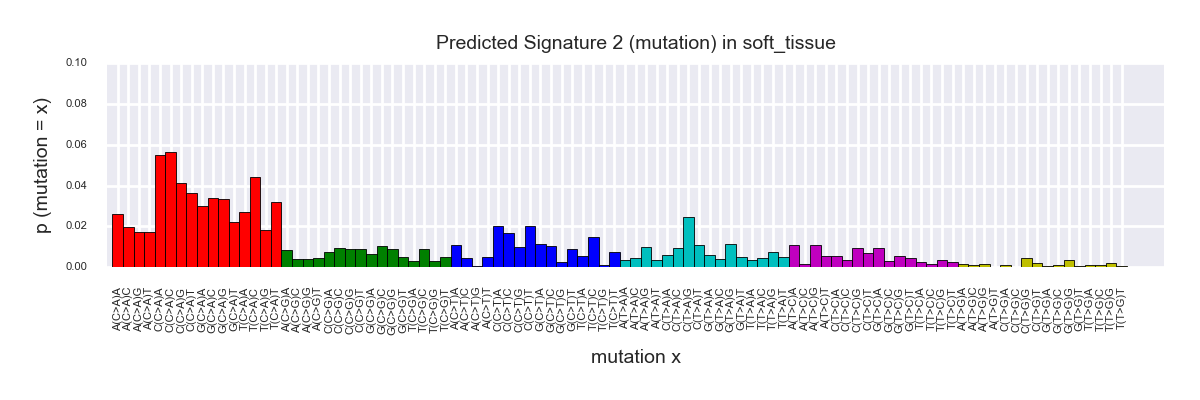 Predicted Signature 2 (mutation) in soft_tissue
p (mutation = x)
0.10
0.08
0.06
0.04
0.02
0.00
A(C>A)A
A(C>A)C
A(C>A)G
A(C>A)T
C(C>A)A
C(C>A)C
C(C>A)G
C(C>A)T
G(C>A)A
G(C>A)C
G(C>A)G
G(C>A)T
T(C>A)A
T(C>A)C
T(C>A)G
T(C>A)T
A(C>G)A
A(C>G)C
A(C>G)G
A(C>G)T
C(C>G)A
C(C>G)C
C(C>G)G
C(C>G)T
G(C>G)A
G(C>G)C
G(C>G)G
G(C>G)T
T(C>G)A
T(C>G)C
T(C>G)G
T(C>G)T
A(C>T)A
A(C>T)C
A(C>T)G
A(C>T)T
C(C>T)A
C(C>T)C
C(C>T)G
C(C>T)T
G(C>T)A
G(C>T)C
G(C>T)G
G(C>T)T
T(C>T)A
T(C>T)C
T(C>T)G
T(C>T)T
A(T>A)A
A(T>A)C
A(T>A)G
A(T>A)T
C(T>A)A
C(T>A)C
C(T>A)G
C(T>A)T
G(T>A)A
G(T>A)C
G(T>A)G
G(T>A)T
T(T>A)A
T(T>A)C
T(T>A)G
T(T>A)T
A(T>C)A
A(T>C)C
A(T>C)G
A(T>C)T
C(T>C)A
C(T>C)C
C(T>C)G
C(T>C)T
G(T>C)A
G(T>C)C
G(T>C)G
G(T>C)T
T(T>C)A
T(T>C)C
T(T>C)G
T(T>C)T
A(T>G)A
A(T>G)C
A(T>G)G
A(T>G)T
C(T>G)A
C(T>G)C
C(T>G)G
C(T>G)T
G(T>G)A
G(T>G)C
G(T>G)G
G(T>G)T
T(T>G)A
T(T>G)C
T(T>G)G
T(T>G)T
mutation x